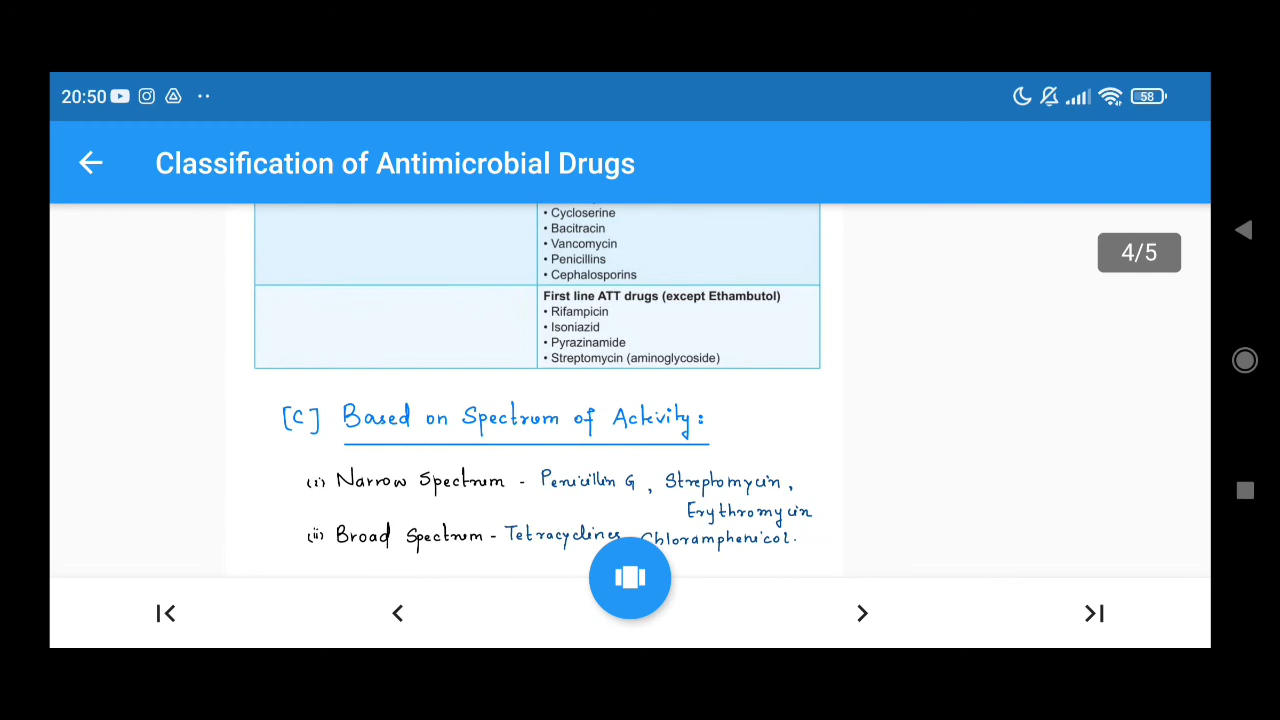 20:50
58
Classification of Antimicrobial Drugs
4/5
• Cycloserine
• Bacitracin
• Vancomycin
• Penicillins
• Cephalosporins
First line ATT drugs (except Ethambutol)
• Rifampicin
• Isoniazid
• Pyrazinamide
• Streptomycin (aminoglycoside)
[C] Based on Spectrum of Activity:
(i) Narrow Spectrum - Penicillin G, Streptomycin,
Erythromycin
(ii) Broad Spectrum - Tetracyclines Chloramphenicol.